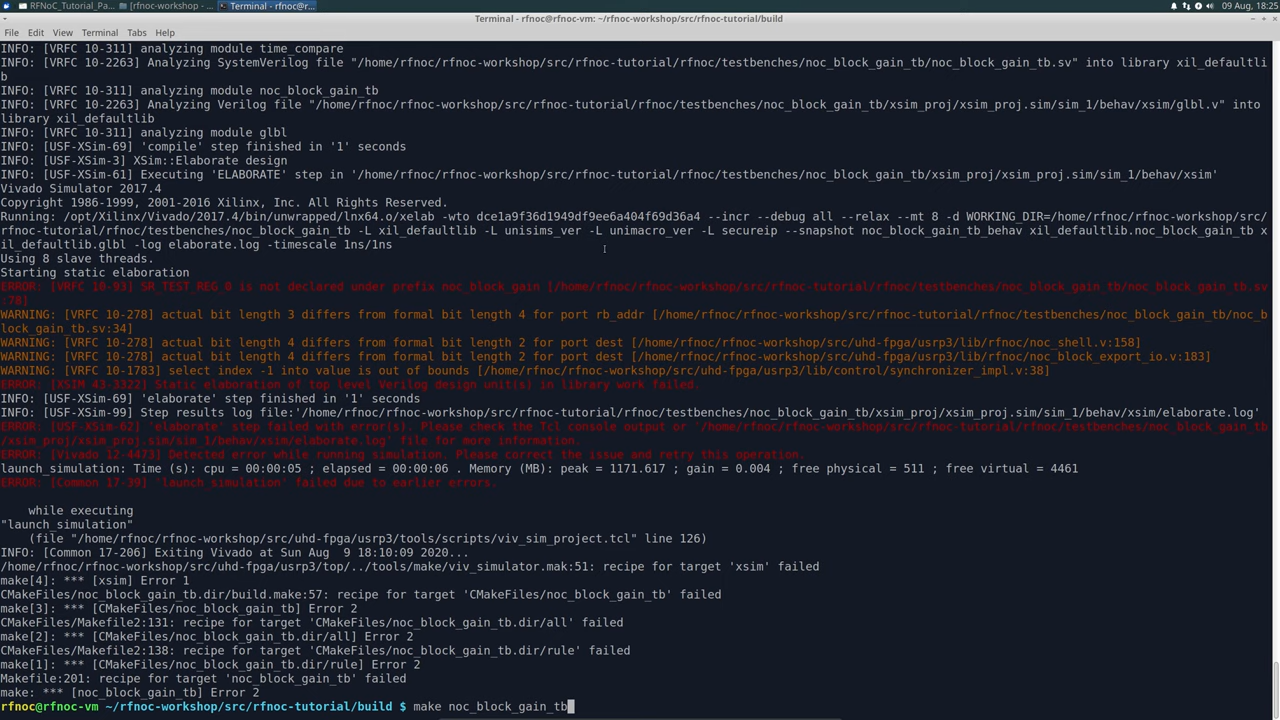 RFNoC_Tutorial_Pa...
[rfnoc-workshop - ...
Terminal - rfnoc@r...
09 Aug, 18:25
Terminal - rfnoc@rfnoc-vm: ~/rfnoc-workshop/src/rfnoc-tutorial/build
File Edit View Terminal Tabs Help
INFO: [VRFC 10-311] analyzing module time_compare
INFO: [VRFC 10-2263] Analyzing SystemVerilog file "/home/rfnoc/rfnoc-workshop/src/rfnoc-tutorial/rfnoc/testbenches/noc_block_gain_tb/noc_block_gain_tb.sv" into library xil_defaultli
b
INFO: [VRFC 10-311] analyzing module noc_block_gain_tb
INFO: [VRFC 10-2263] Analyzing Verilog file "/home/rfnoc/rfnoc-workshop/src/rfnoc-tutorial/rfnoc/testbenches/noc_block_gain_tb/xsim_proj/xsim_proj.sim/sim_1/behav/xsim/glbl.v" into
library xil_defaultlib
INFO: [VRFC 10-311] analyzing module glbl
INFO: [USF-XSim-69] 'compile' step finished in '1' seconds
INFO: [USF-XSim-3] XSim::Elaborate design
INFO: [USF-XSim-61] Executing 'ELABORATE' step in '/home/rfnoc/rfnoc-workshop/src/rfnoc-tutorial/rfnoc/testbenches/noc_block_gain_tb/xsim_proj/xsim_proj.sim/sim_1/behav/xsim'
Vivado Simulator 2017.4
Copyright 1986-1999, 2001-2016 Xilinx, Inc. All Rights Reserved.
Running: /opt/Xilinx/Vivado/2017.4/bin/unwrapped/lnx64.o/xelab -wto dce1a9f36d1949df9ee6a404f69d36a4 --incr --debug all --relax --mt 8 -d WORKING_DIR=/home/rfnoc/rfnoc-workshop/src/
rfnoc-tutorial/rfnoc/testbenches/noc_block_gain_tb -L xil_defaultlib -L unisims_ver -L unimacro_ver -L secureip --snapshot noc_block_gain_tb_behav xil_defaultlib.noc_block_gain_tb x
il_defaultlib.glbl -log elaborate.log -timescale 1ns/1ns
Using 8 slave threads.
Starting static elaboration
ERROR: [VRFC 10-93] SR_TEST_REG_0 is not declared under prefix noc_block_gain [/home/rfnoc/rfnoc-workshop/src/rfnoc-tutorial/rfnoc/testbenches/noc_block_gain_tb/noc_block_gain_tb.sv
:78]
WARNING: [VRFC 10-278] actual bit length 3 differs from formal bit length 4 for port rb_addr [/home/rfnoc/rfnoc-workshop/src/rfnoc-tutorial/rfnoc/testbenches/noc_block_gain_tb/noc_b
lock_gain_tb.sv:34]
WARNING: [VRFC 10-278] actual bit length 4 differs from formal bit length 2 for port dest [/home/rfnoc/rfnoc-workshop/src/uhd-fpga/usrp3/lib/rfnoc/noc_shell.v:158]
WARNING: [VRFC 10-278] actual bit length 4 differs from formal bit length 2 for port dest [/home/rfnoc/rfnoc-workshop/src/uhd-fpga/usrp3/lib/rfnoc/noc_block_export_io.v:183]
WARNING: [VRFC 10-1783] select index -1 into value is out of bounds [/home/rfnoc/rfnoc-workshop/src/uhd-fpga/usrp3/lib/control/synchronizer_impl.v:38]
ERROR: [XSIM 43-3322] Static elaboration of top level Verilog design unit(s) in library work failed.
INFO: [USF-XSim-69] 'elaborate' step finished in '1' seconds
INFO: [USF-XSim-99] Step results log file:'/home/rfnoc/rfnoc-workshop/src/rfnoc-tutorial/rfnoc/testbenches/noc_block_gain_tb/xsim_proj/xsim_proj.sim/sim_1/behav/xsim/elaborate.log'
ERROR: [USF-XSim-62] 'elaborate' step failed with error(s). Please check the Tcl console output or '/home/rfnoc/rfnoc-workshop/src/rfnoc-tutorial/rfnoc/testbenches/noc_block_gain_tb
/xsim_proj/xsim_proj.sim/sim_1/behav/xsim/elaborate.log' file for more information.
ERROR: [Vivado 12-4473] Detected error while running simulation. Please correct the issue and retry this operation.
launch_simulation: Time (s): cpu = 00:00:05 ; elapsed = 00:00:06 . Memory (MB): peak = 1171.617 ; gain = 0.004 ; free physical = 511 ; free virtual = 4461
ERROR: [Common 17-39] 'launch_simulation' failed due to earlier errors.
while executing
"launch_simulation"
(file "/home/rfnoc/rfnoc-workshop/src/uhd-fpga/usrp3/tools/scripts/viv_sim_project.tcl" line 126)
INFO: [Common 17-206] Exiting Vivado at Sun Aug  9 18:10:09 2020...
/home/rfnoc/rfnoc-workshop/src/uhd-fpga/usrp3/top/../tools/make/viv_simulator.mak:51: recipe for target 'xsim' failed
make[4]: *** [xsim] Error 1
CMakeFiles/noc_block_gain_tb.dir/build.make:57: recipe for target 'CMakeFiles/noc_block_gain_tb' failed
make[3]: *** [CMakeFiles/noc_block_gain_tb] Error 2
CMakeFiles/Makefile2:131: recipe for target 'CMakeFiles/noc_block_gain_tb.dir/all' failed
make[2]: *** [CMakeFiles/noc_block_gain_tb.dir/all] Error 2
CMakeFiles/Makefile2:138: recipe for target 'CMakeFiles/noc_block_gain_tb.dir/rule' failed
make[1]: *** [CMakeFiles/noc_block_gain_tb.dir/rule] Error 2
Makefile:201: recipe for target 'noc_block_gain_tb' failed
make: *** [noc_block_gain_tb] Error 2
rfnoc@rfnoc-vm ~/rfnoc-workshop/src/rfnoc-tutorial/build $ make noc_block_gain_tb